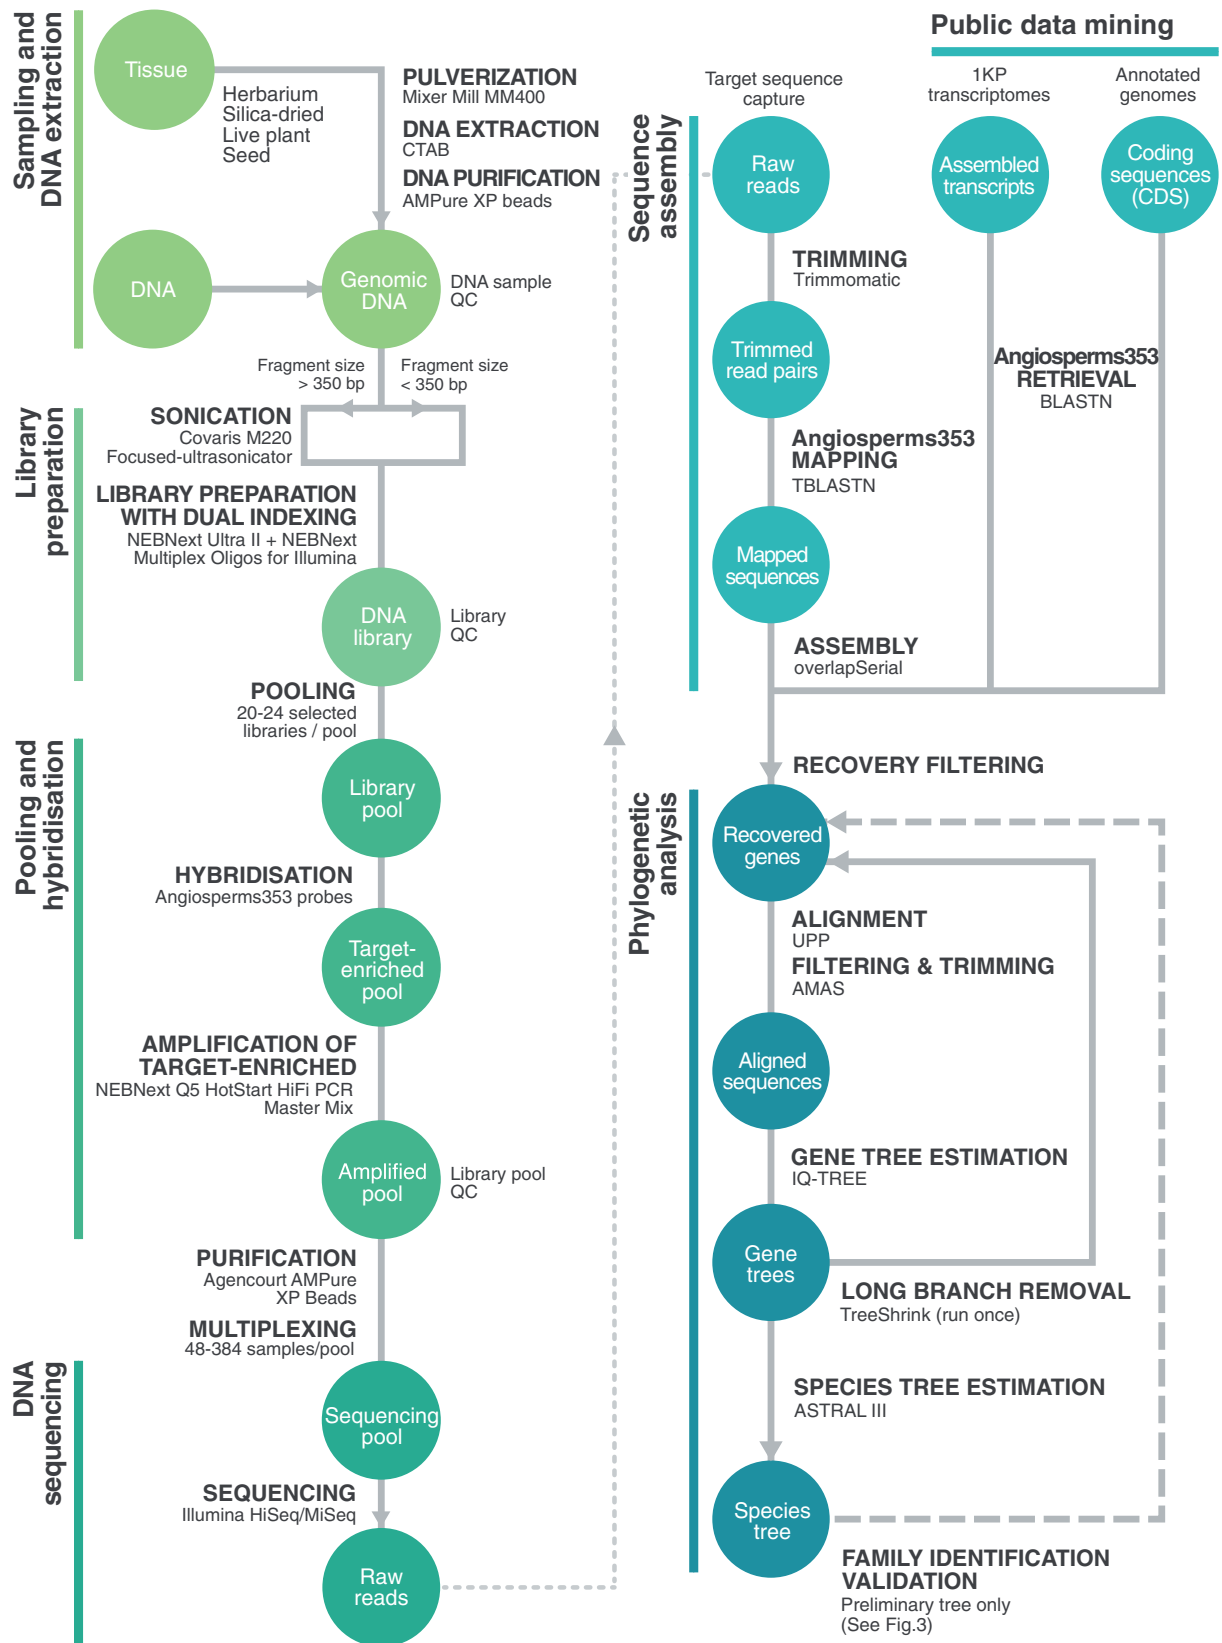 Sampling and
DNA extraction
Tissue
Herbarium
Silica-dried
Live plant
Seed
PULVERIZATION
Mixer Mill MM400
DNA EXTRACTION
CTAB
DNA PURIFICATION
AMPure XP beads
DNA
Genomic
DNA
DNA sample
QC
Fragment size
> 350 bp
Fragment size
< 350 bp
Library
preparation
SONICATION
Covaris M220
Focused-ultrasonicator
LIBRARY PREPARATION
WITH DUAL INDEXING
NEBNext Ultra II + NEBNext
Multiplex Oligos for Illumina
DNA
library
Library
QC
POOLING
20-24 selected
libraries / pool
Pooling and
hybridisation
Library
pool
HYBRIDISATION
Angiosperms353 probes
Target-
enriched
pool
AMPLIFICATION OF
TARGET-ENRICHED
NEBNext Q5 HotStart HiFi PCR
Master Mix
Amplified
pool
Library pool
QC
PURIFICATION
Agencourt AMPure
XP Beads
MULTIPLEXING
48-384 samples/pool
DNA
sequencing
Sequencing
pool
SEQUENCING
Illumina HiSeq/MiSeq
Raw
reads
Public data mining
Target sequence
capture
1KP
transcriptomes
Annotated
genomes
Sequence
assembly
Raw
reads
Assembled
transcripts
Coding
sequences
(CDS)
TRIMMING
Trimmomatic
Trimmed
read pairs
Angiosperms353
RETRIEVAL
BLASTN
Angiosperms353
MAPPING
TBLASTN
Mapped
sequences
ASSEMBLY
overlapSerial
RECOVERY FILTERING
Phylogenetic
analysis
Recovered
genes
ALIGNMENT
UPP
FILTERING & TRIMMING
AMAS
Aligned
sequences
GENE TREE ESTIMATION
IQ-TREE
Gene
trees
LONG BRANCH REMOVAL
TreeShrink (run once)
SPECIES TREE ESTIMATION
ASTRAL III
Species
tree
FAMILY IDENTIFICATION
VALIDATION
Preliminary tree only
(See Fig.3)